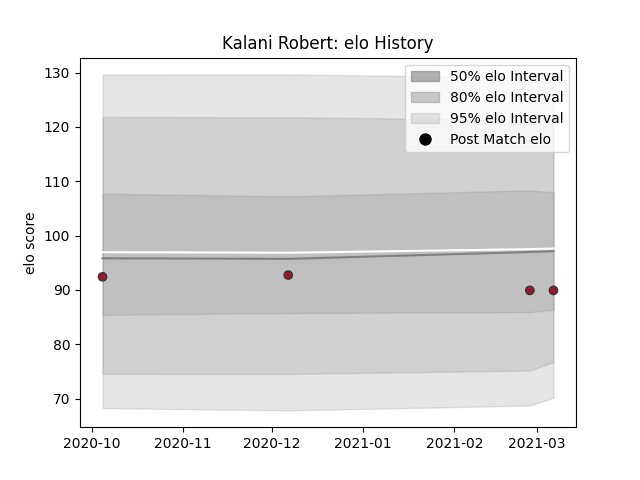 Kalani Robert: elo History
50% elo Interval
80% elo Interval
95% elo Interval
Post Match elo
elo score
130
120
110
100
90
80
70
2020-10
2020-11
2020-12
2021-01
2021-02
2021-03